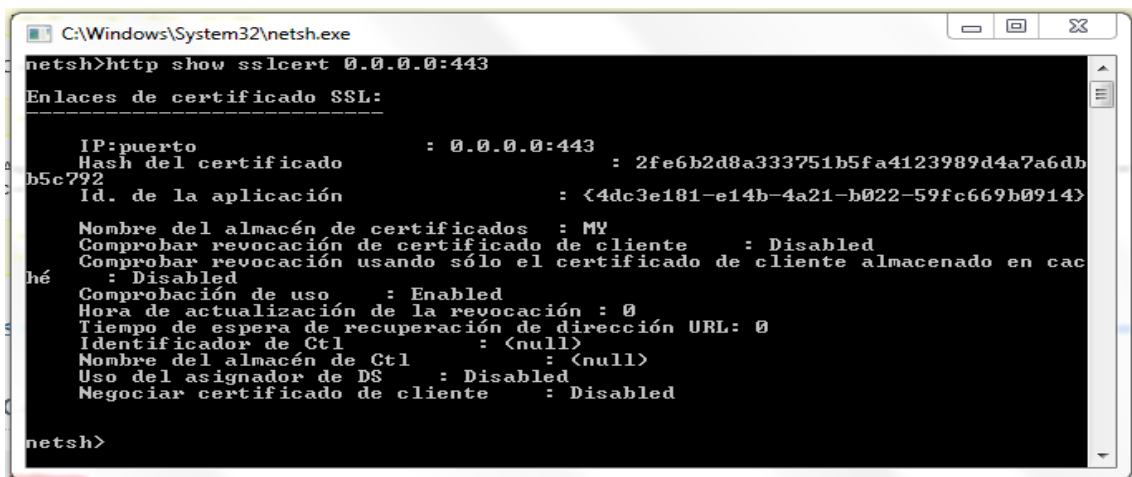 C:\Windows\System32\netsh.exe
netsh>http show sslcert 0.0.0.0:443
Enlaces de certificado SSL:
-------------------------
IP:puerto : 0.0.0.0:443
Hash del certificado : 2fe6b2d8a333751b5fa4123989d4a7a6db
b5c792
Id. de la aplicación : {4dc3e181-e14b-4a21-b022-59fc669b0914}
Nombre del almacén de certificados : MY
Comprobar revocación de certificado de cliente : Disabled
Comprobar revocación usando sólo el certificado de cliente almacenado en cac
hé : Disabled
Comprobación de uso : Enabled
Hora de actualización de la revocación : 0
Tiempo de espera de recuperación de dirección URL: 0
Identificador de Ctl : (null)
Nombre del almacén de Ctl : (null)
Uso del asignador de DS : Disabled
Negociar certificado de cliente : Disabled
netsh>